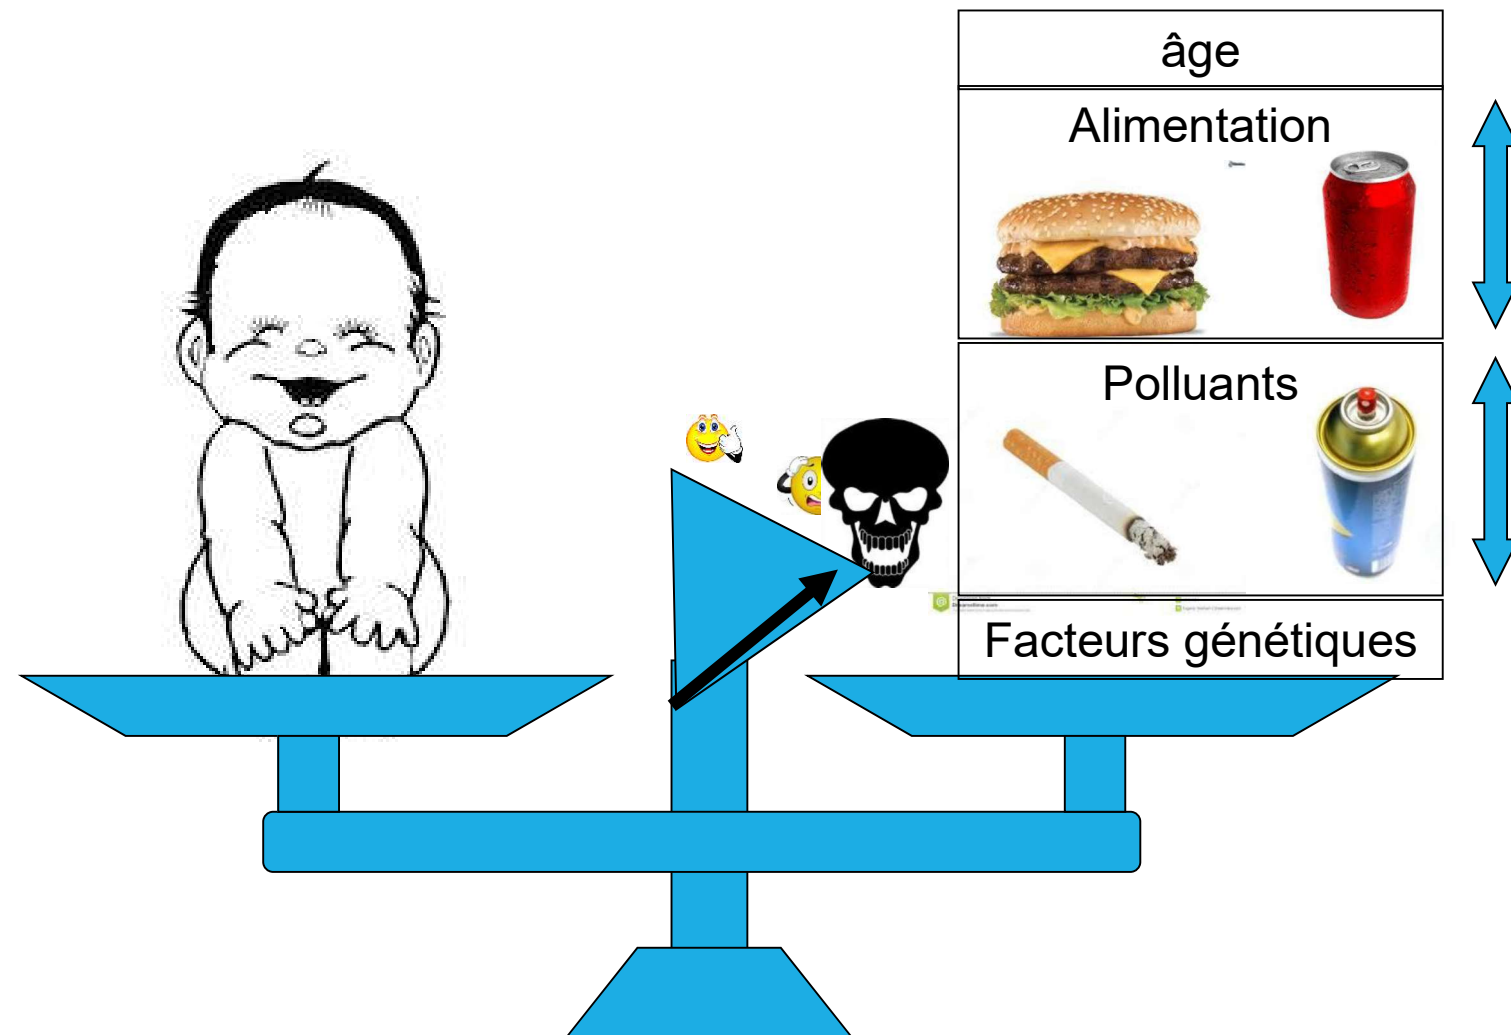 âge
Alimentation
Polluants
Facteurs génétiques